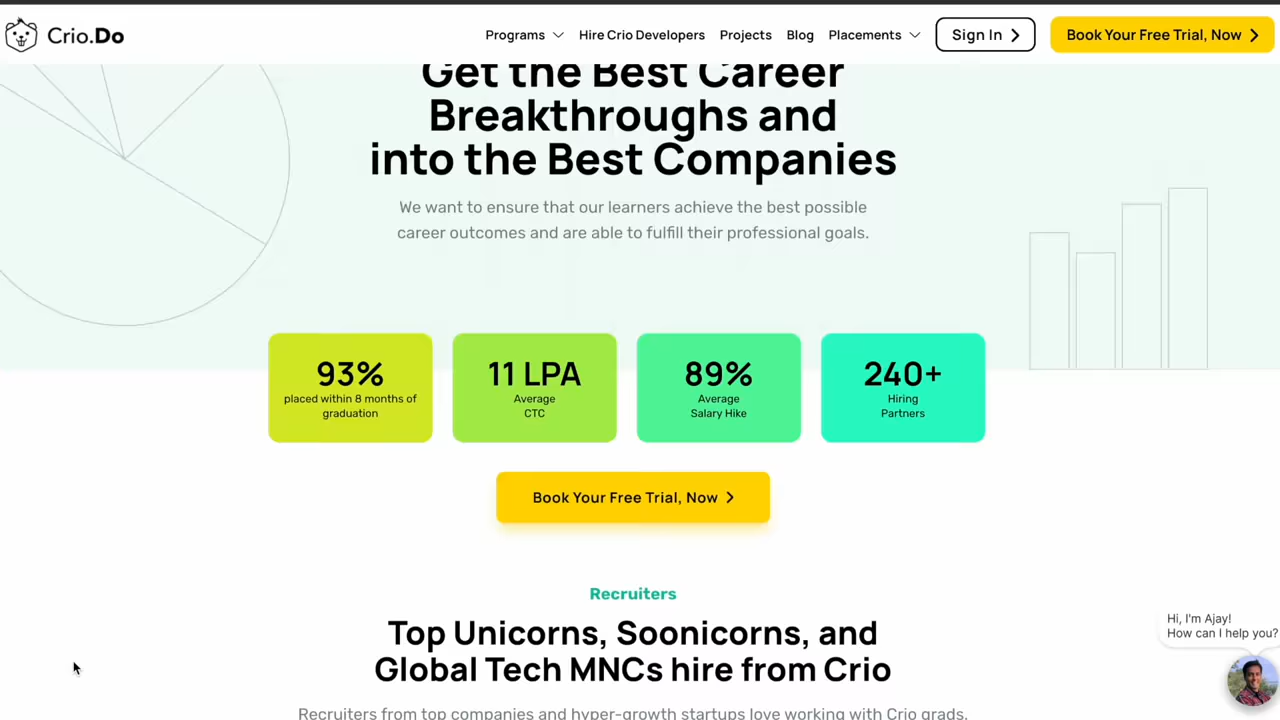 Crio.Do
Programs
Hire Crio Developers
Projects
Blog
Placements
Sign In
Book Your Free Trial, Now
Get the Best Career
Breakthroughs and
into the Best Companies
We want to ensure that our learners achieve the best possible
career outcomes and are able to fulfill their professional goals.
93%
placed within 8 months of
graduation
11 LPA
Average
CTC
89%
Average
Salary Hike
240+
Hiring
Partners
Book Your Free Trial, Now
Recruiters
Top Unicorns, Soonicorns, and
Global Tech MNCs hire from Crio
Recruiters from top companies and hyper-growth startups love working with Crio grads.
Hi, I'm Ajay!
How can I help you?